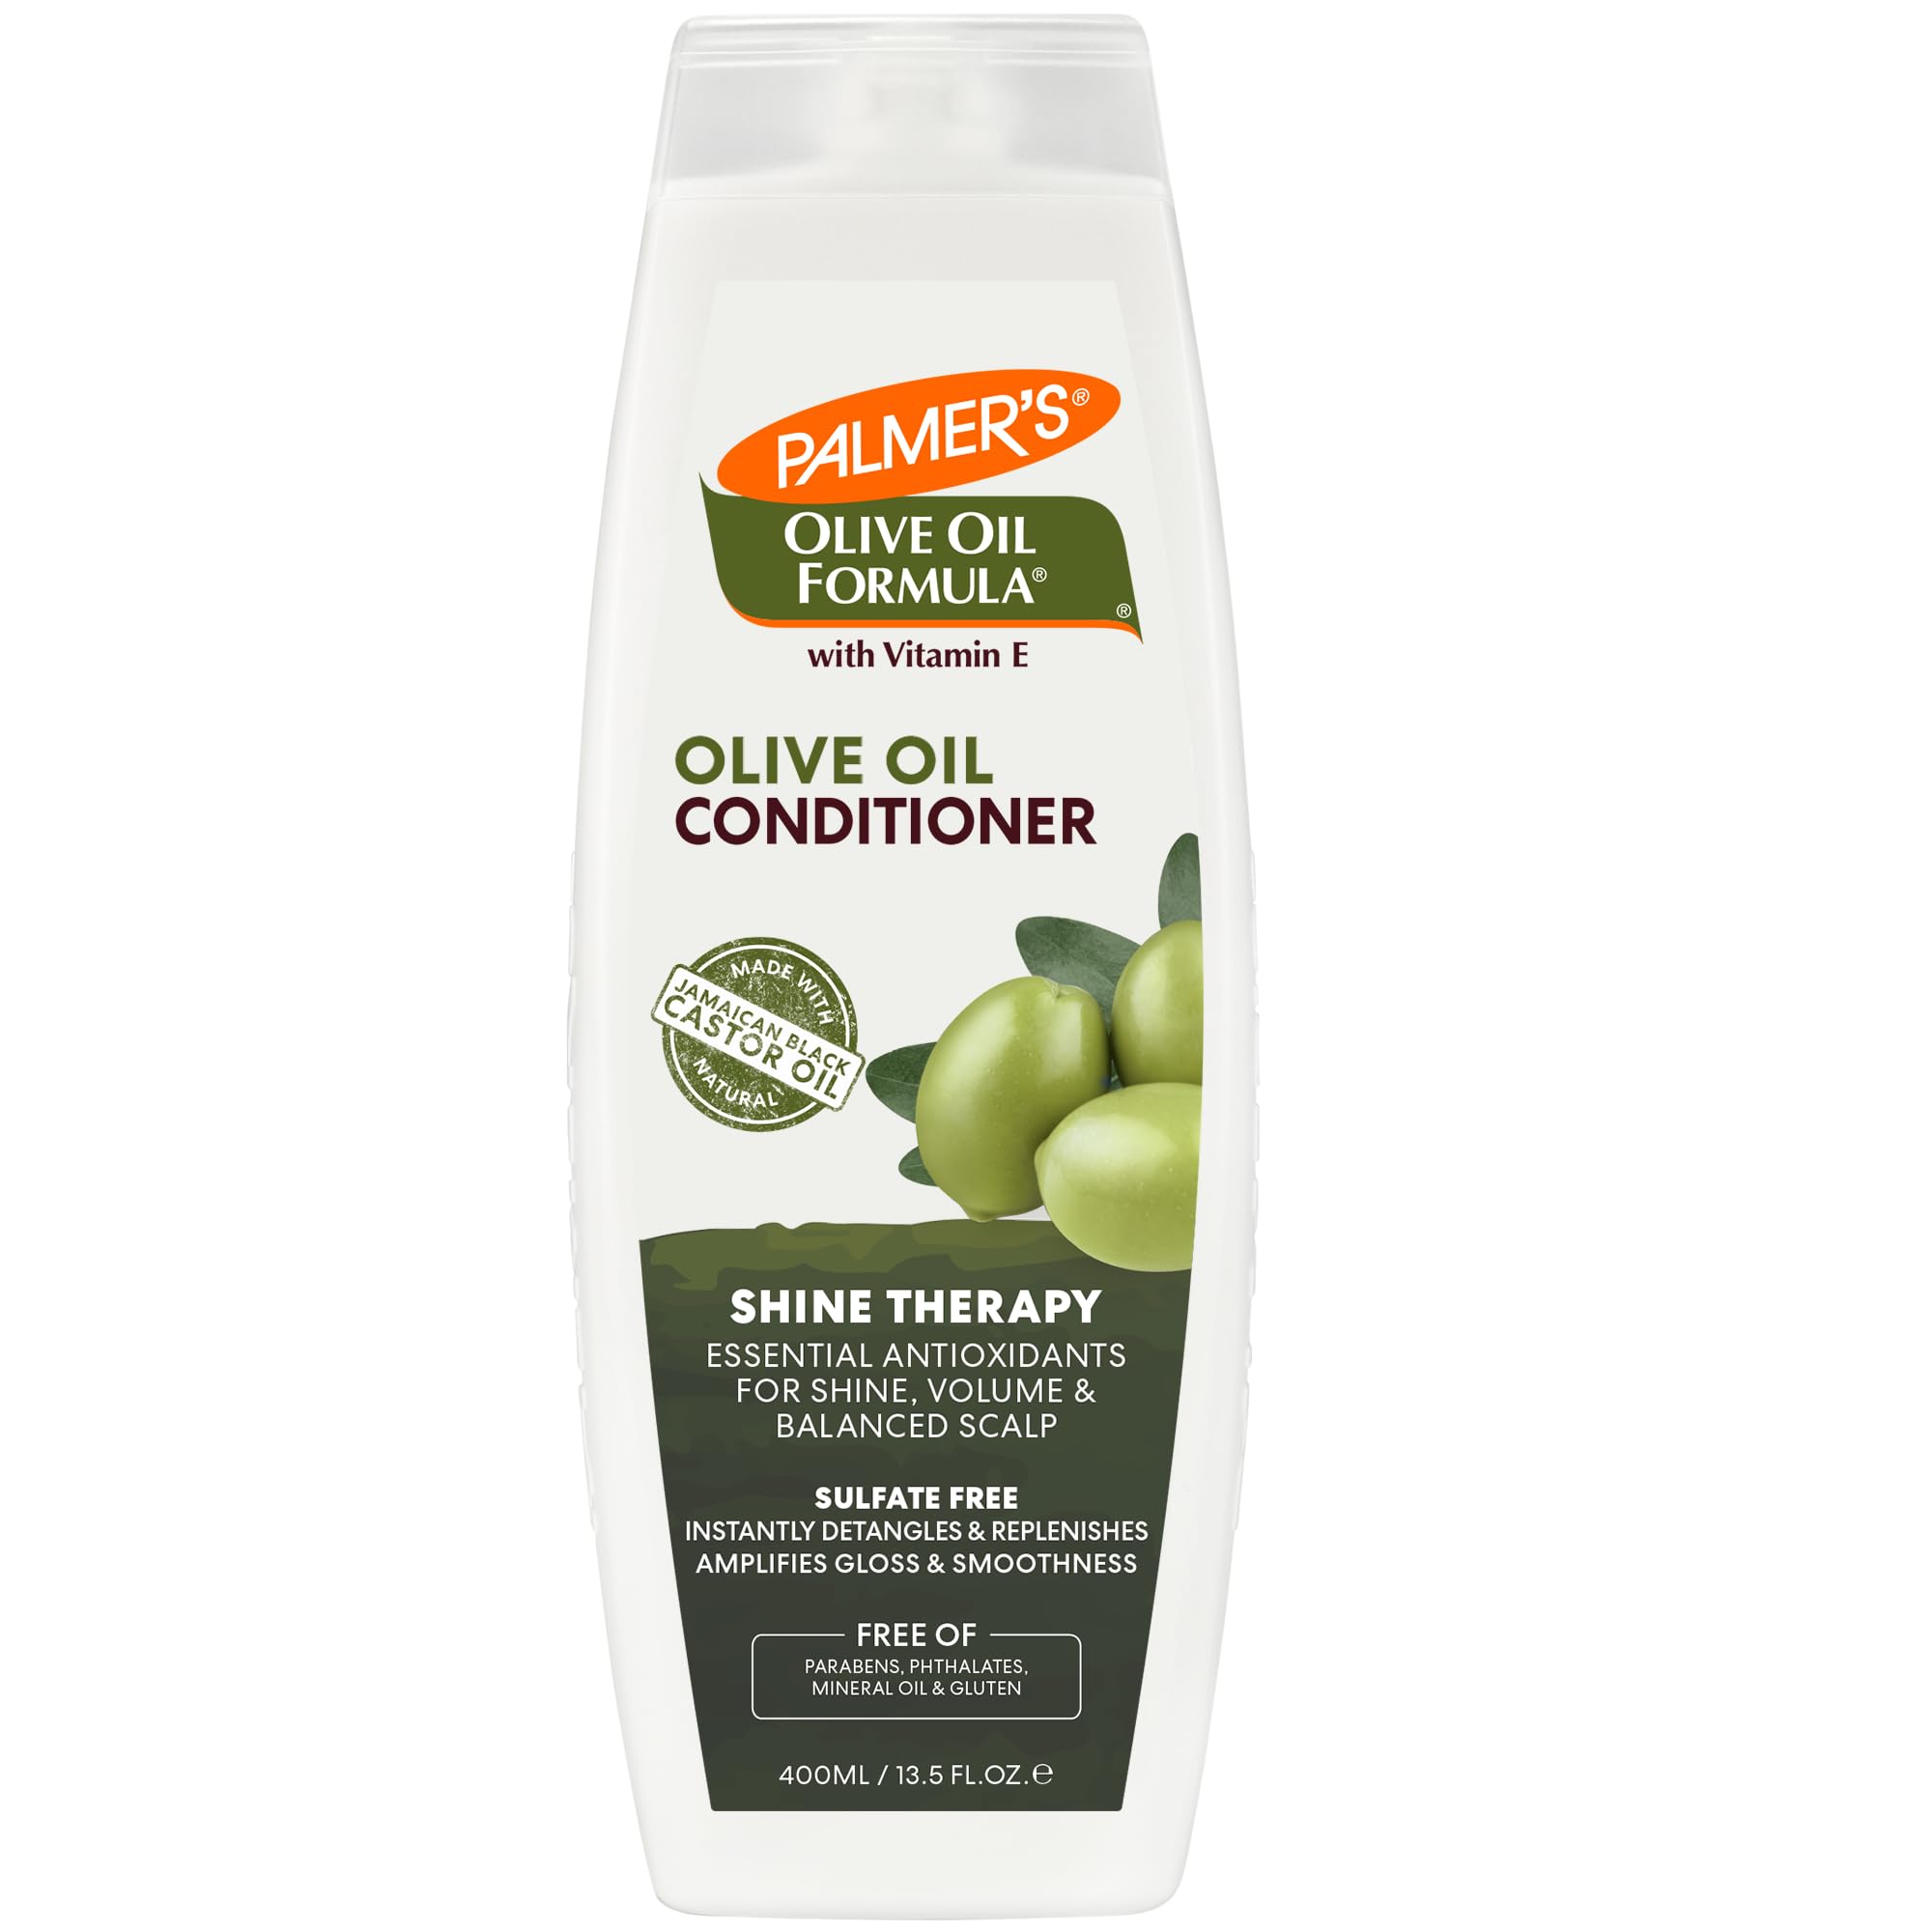 PALMER'S®
OLIVE OIL
FORMULA®
®
with Vitamin E
OLIVE OIL
CONDITIONER
MADE WITH
JAMAICAN BLACK
CASTOR OIL
NATURAL
SHINE THERAPY
ESSENTIAL ANTIOXIDANTS
FOR SHINE, VOLUME &
BALANCED SCALP
SULFATE FREE
INSTANTLY DETANGLES & REPLENISHES
AMPLIFIES GLOSS & SMOOTHNESS
FREE OF
PARABENS, PHTHALATES,
MINERAL OIL & GLUTEN
400ML / 13.5 FL.OZ.℮